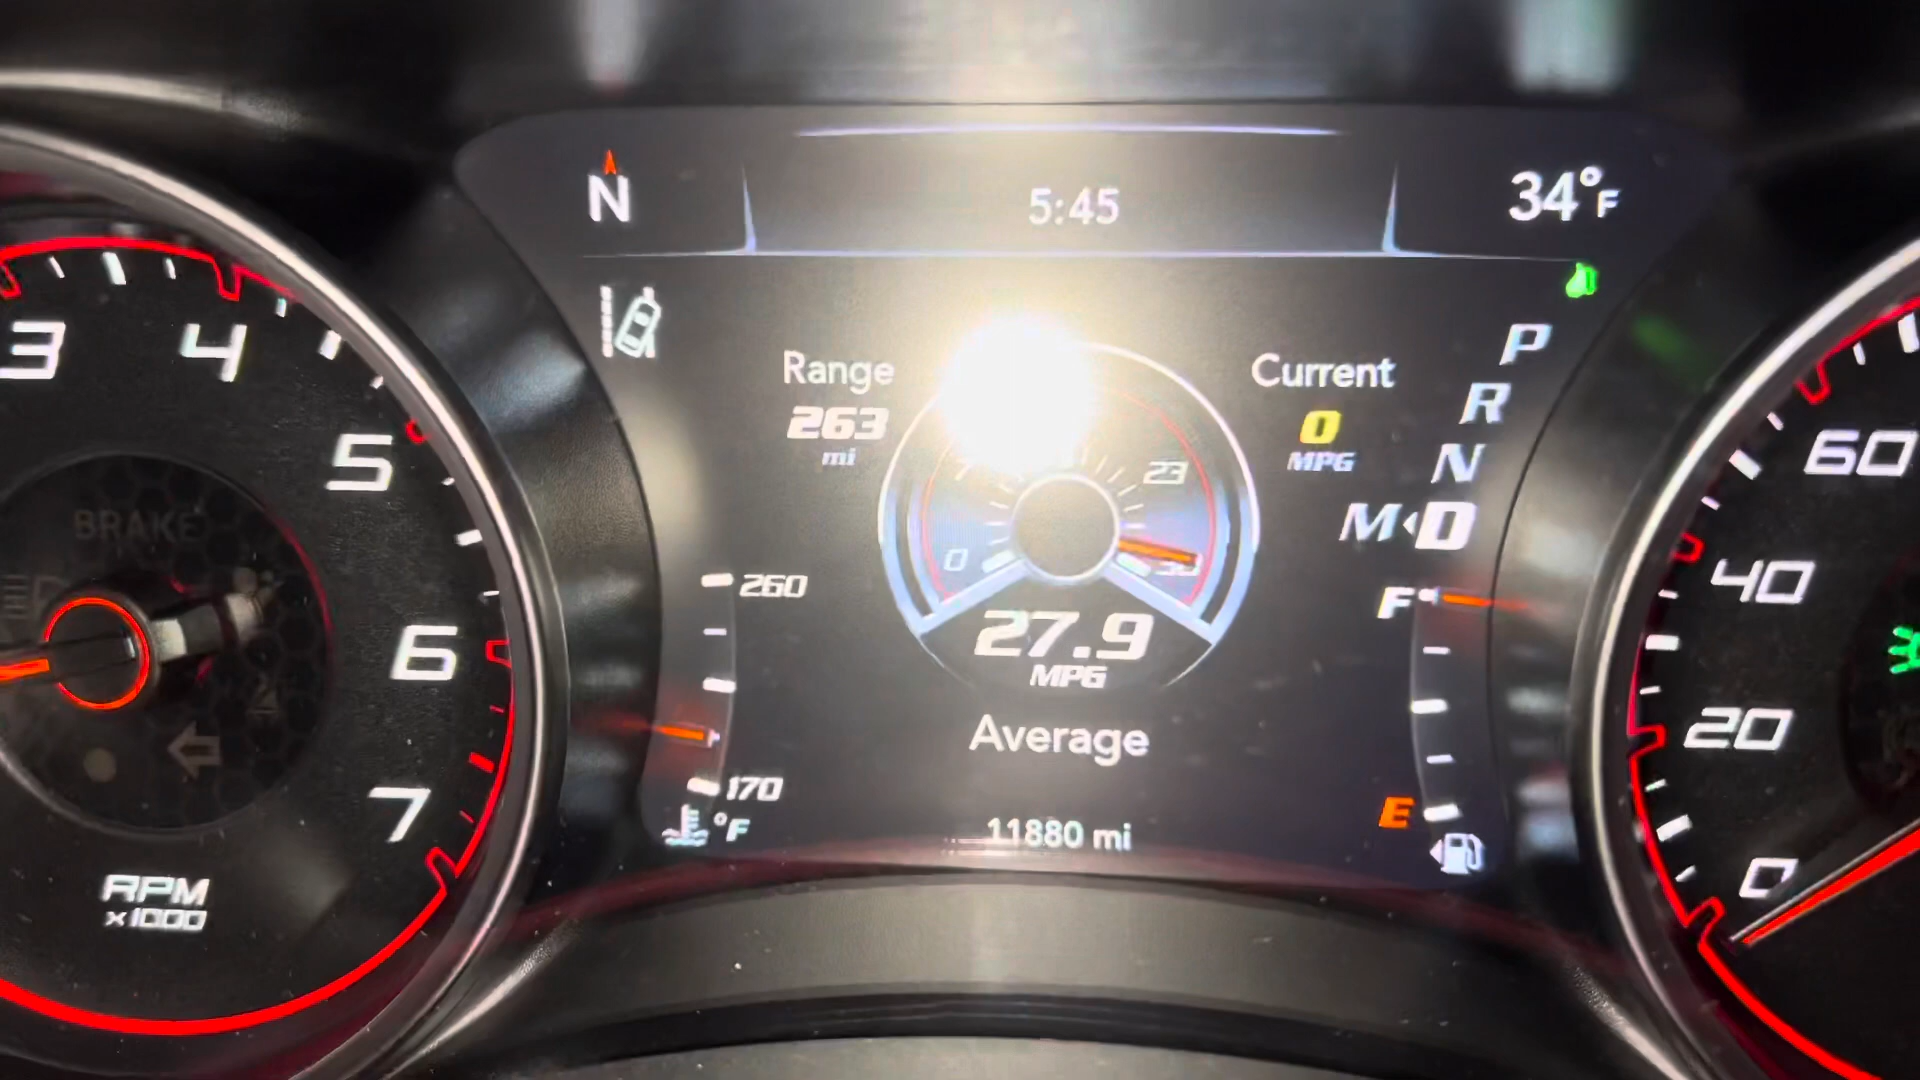 N
5:45
34°F
Range
263
mi
Current
0
MPG
23
0
27.9
MPG
Average
11880 mi
P
R
N
M D
F
E
260
170
°F
3
4
5
6
7
BRAKE
RPM
x1000
60
40
20
0